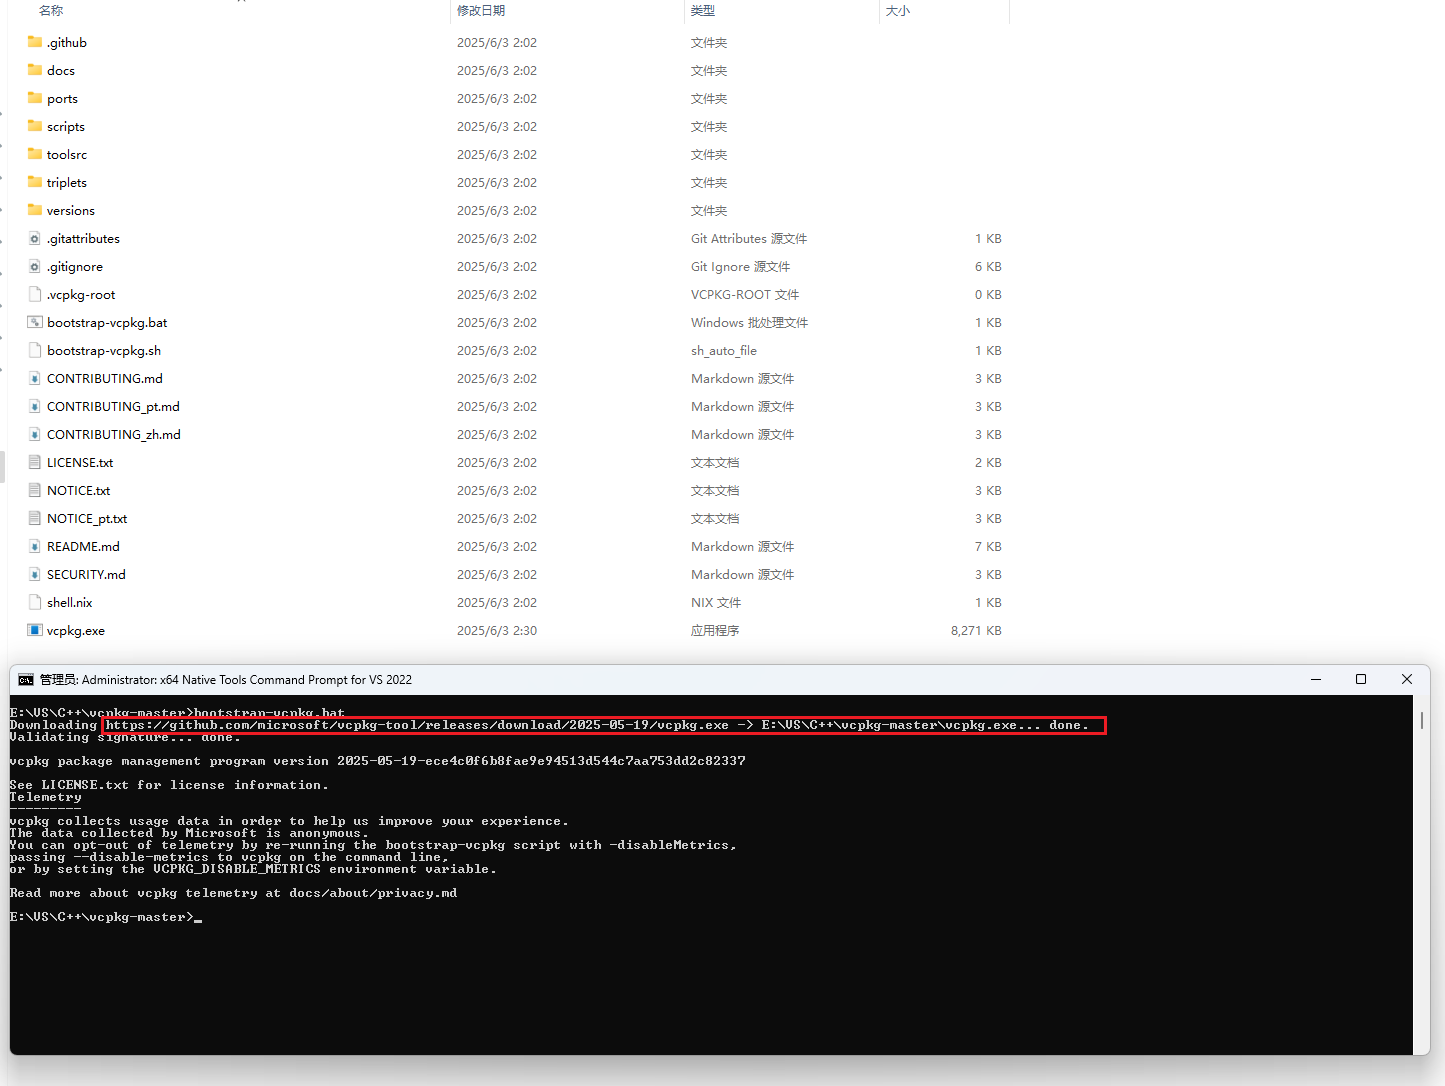 名称 修改日期 类型 大小
.github 2025/6/3 2:02 文件夹
docs 2025/6/3 2:02 文件夹
ports 2025/6/3 2:02 文件夹
scripts 2025/6/3 2:02 文件夹
toolsrc 2025/6/3 2:02 文件夹
triplets 2025/6/3 2:02 文件夹
versions 2025/6/3 2:02 文件夹
.gitattributes 2025/6/3 2:02 Git Attributes 源文件 1 KB
.gitignore 2025/6/3 2:02 Git Ignore 源文件 6 KB
.vcpkg-root 2025/6/3 2:02 VCPKG-ROOT 文件 0 KB
bootstrap-vcpkg.bat 2025/6/3 2:02 Windows 批处理文件 1 KB
bootstrap-vcpkg.sh 2025/6/3 2:02 sh_auto_file 1 KB
CONTRIBUTING.md 2025/6/3 2:02 Markdown 源文件 3 KB
CONTRIBUTING_pt.md 2025/6/3 2:02 Markdown 源文件 3 KB
CONTRIBUTING_zh.md 2025/6/3 2:02 Markdown 源文件 3 KB
LICENSE.txt 2025/6/3 2:02 文本文档 2 KB
NOTICE.txt 2025/6/3 2:02 文本文档 3 KB
NOTICE_pt.txt 2025/6/3 2:02 文本文档 3 KB
README.md 2025/6/3 2:02 Markdown 源文件 7 KB
SECURITY.md 2025/6/3 2:02 Markdown 源文件 3 KB
shell.nix 2025/6/3 2:02 NIX 文件 1 KB
vcpkg.exe 2025/6/3 2:30 应用程序 8,271 KB
管理员: Administrator: x64 Native Tools Command Prompt for VS 2022
E:\VS\C++\vcpkg-master>bootstrap-vcpkg.bat
Downloading https://github.com/microsoft/vcpkg-tool/releases/download/2025-05-19/vcpkg.exe -> E:\VS\C++\vcpkg-master\vcpkg.exe... done.
Validating signature... done.
vcpkg package management program version 2025-05-19-ece4c0f6b8fae9e94513d544c7aa753dd2c82337
See LICENSE.txt for license information.
Telemetry
---------
vcpkg collects usage data in order to help us improve your experience.
The data collected by Microsoft is anonymous.
You can opt-out of telemetry by re-running the bootstrap-vcpkg script with -disableMetrics,
passing --disable-metrics to vcpkg on the command line,
or by setting the VCPKG_DISABLE_METRICS environment variable.
Read more about vcpkg telemetry at docs/about/privacy.md
E:\VS\C++\vcpkg-master>_